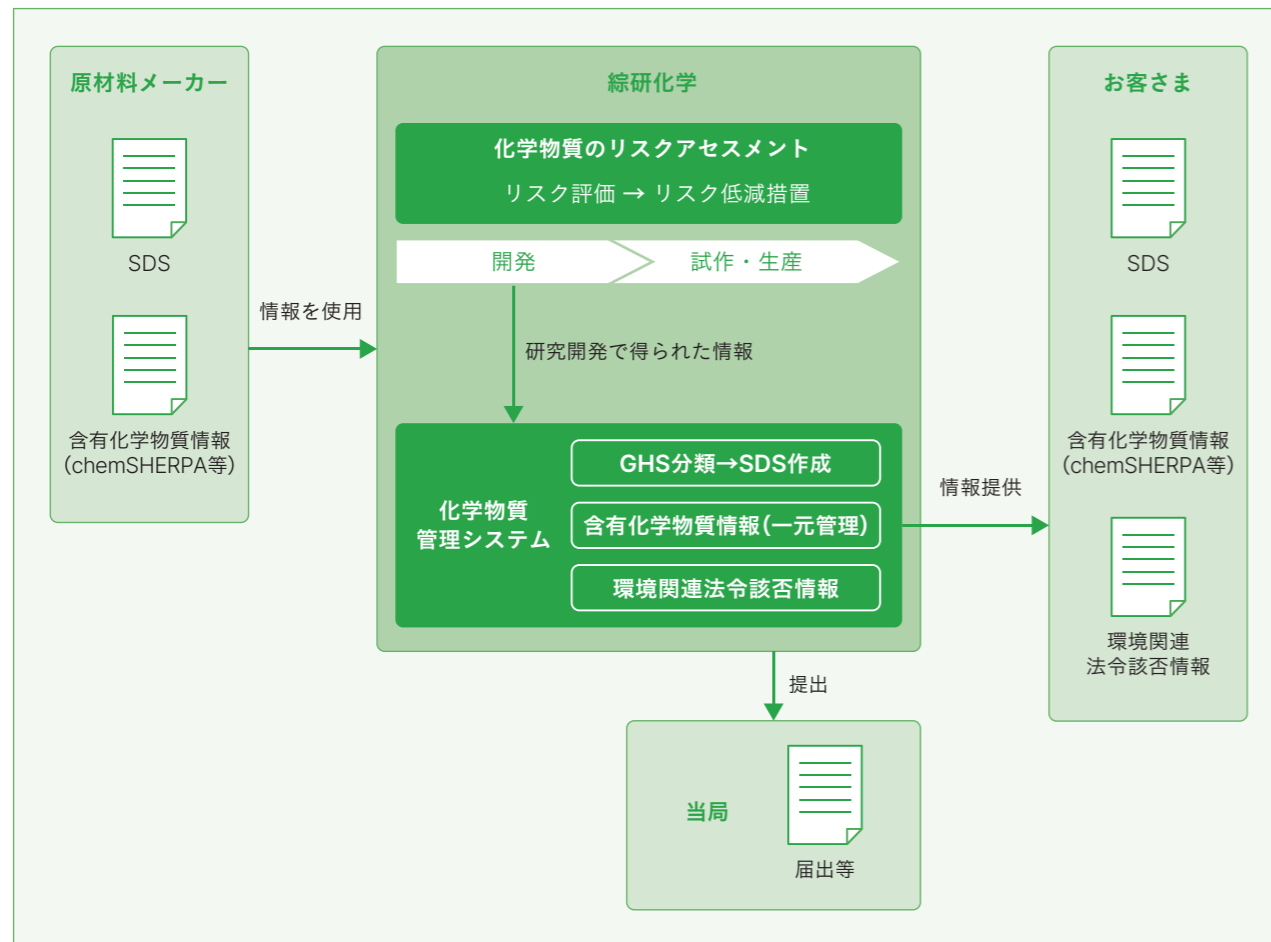 原材料メーカー
SDS
含有化学物質情報
(chemSHERPA等)
情報を使用
綜研化学
化学物質のリスクアセスメント
リスク評価 → リスク低減措置
開発
試作・生産
研究開発で得られた情報
化学物質
管理システム
GHS分類→SDS作成
含有化学物質情報(一元管理)
環境関連法令該否情報
情報提供
お客さま
SDS
含有化学物質情報
(chemSHERPA等)
環境関連
法令該否情報
提出
当局
届出等